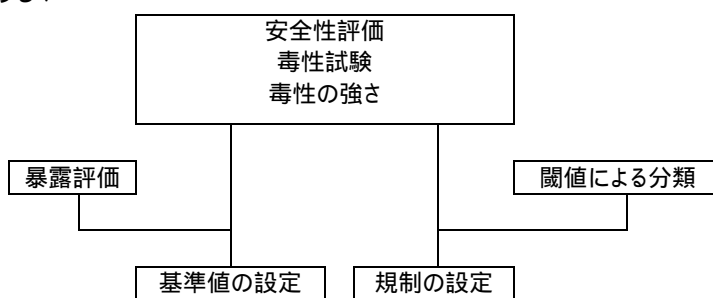 安全性評価
毒性試験
毒性の強さ
暴露評価
閾値による分類
基準値の設定
規制の設定